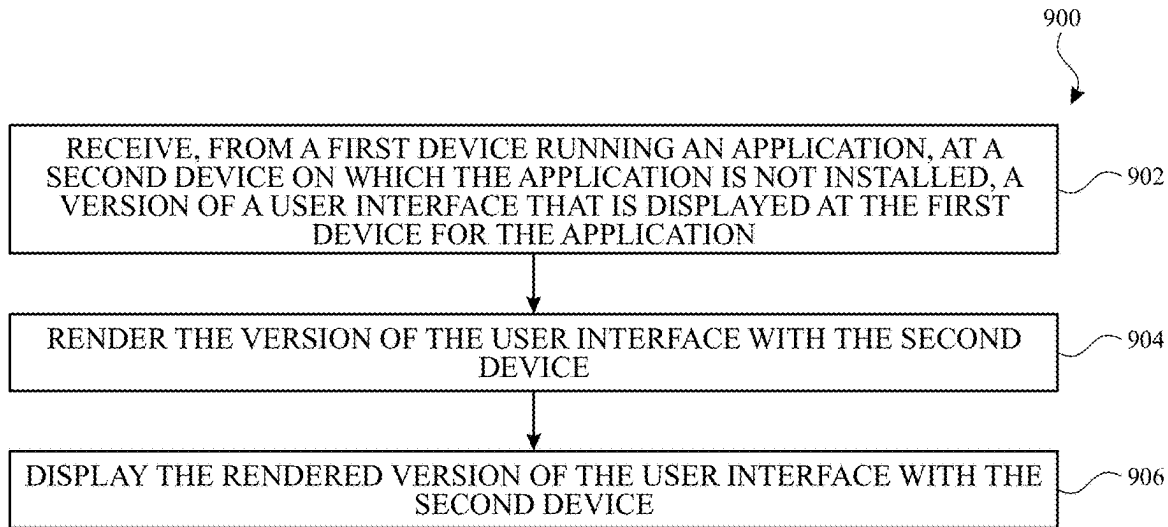 900
RECEIVE, FROM A FIRST DEVICE RUNNING AN APPLICATION, AT A
SECOND DEVICE ON WHICH THE APPLICATION IS NOT INSTALLED, A
VERSION OF A USER INTERFACE THAT IS DISPLAYED AT THE FIRST
DEVICE FOR THE APPLICATION
902
RENDER THE VERSION OF THE USER INTERFACE WITH THE SECOND
DEVICE
904
DISPLAY THE RENDERED VERSION OF THE USER INTERFACE WITH THE
SECOND DEVICE
906